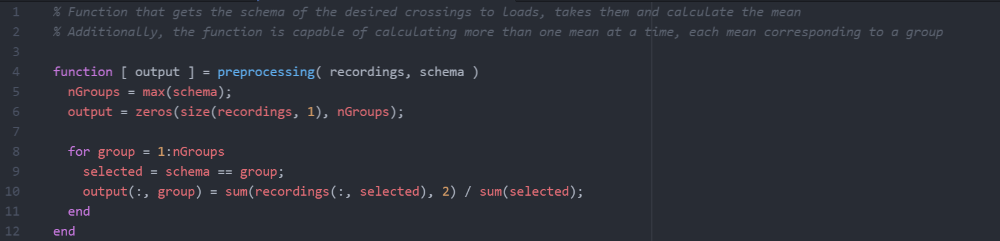 1 % Function that gets the schema of the desired crossings to loads, takes them and calculate the mean
2 % Additionally, the function is capable of calculating more than one mean at a time, each mean corresponding to a group
3
4 function [ output ] = preprocessing( recordings, schema )
5 nGroups = max(schema);
6 output = zeros(size(recordings, 1), nGroups);
7
8 for group = 1:nGroups
9 selected = schema == group;
10 output(:, group) = sum(recordings(:, selected), 2) / sum(selected);
11 end
12 end